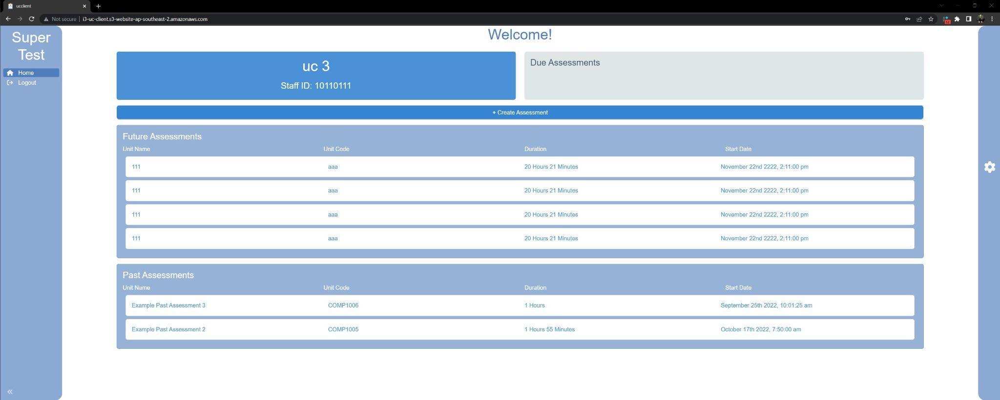 ucclient
Not secure
i3-uc-client.s3-website-ap-southeast-2.amazonaws.com
12
Super
Test
Home
Logout
Welcome!
uc 3
Staff ID: 10110111
Due Assessments
+ Create Assessment
Future Assessments
Unit Name Unit Code Duration Start Date
111 aaa 20 Hours 21 Minutes November 22nd 2222, 2:11:00 pm
111 aaa 20 Hours 21 Minutes November 22nd 2222, 2:11:00 pm
111 aaa 20 Hours 21 Minutes November 22nd 2222, 2:11:00 pm
111 aaa 20 Hours 21 Minutes November 22nd 2222, 2:11:00 pm
Past Assessments
Unit Name Unit Code Duration Start Date
Example Past Assessment 3 COMP1006 1 Hours September 25th 2022, 10:01:25 am
Example Past Assessment 2 COMP1005 1 Hours 55 Minutes October 17th 2022, 7:50:00 am